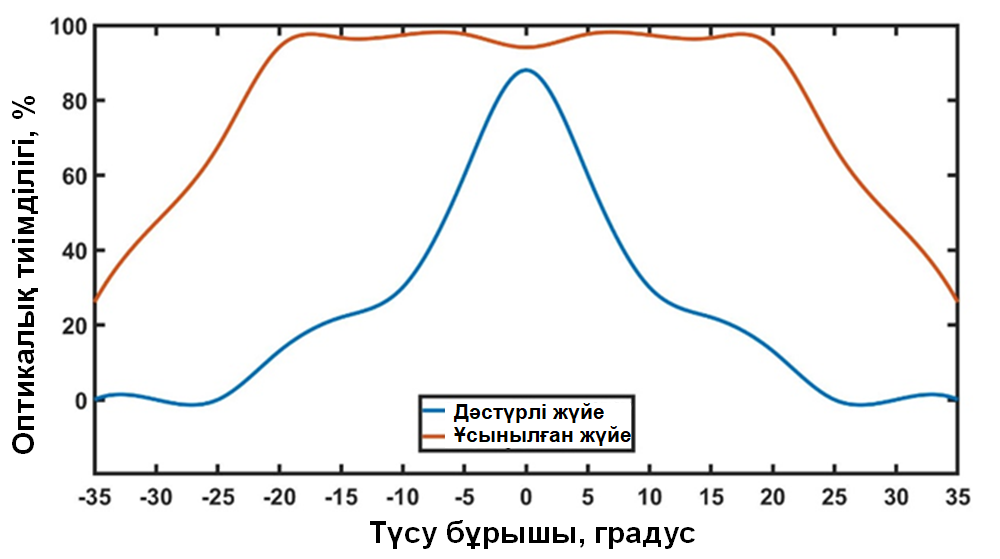 Оптикалық тиімділігі, %
100
80
60
40
20
0
Дәстүрлі жүйе
Ұсынылған жүйе
-35 -30 -25 -20 -15 -10 -5 0 5 10 15 20 25 30 35
Түсу бұрышы, градус